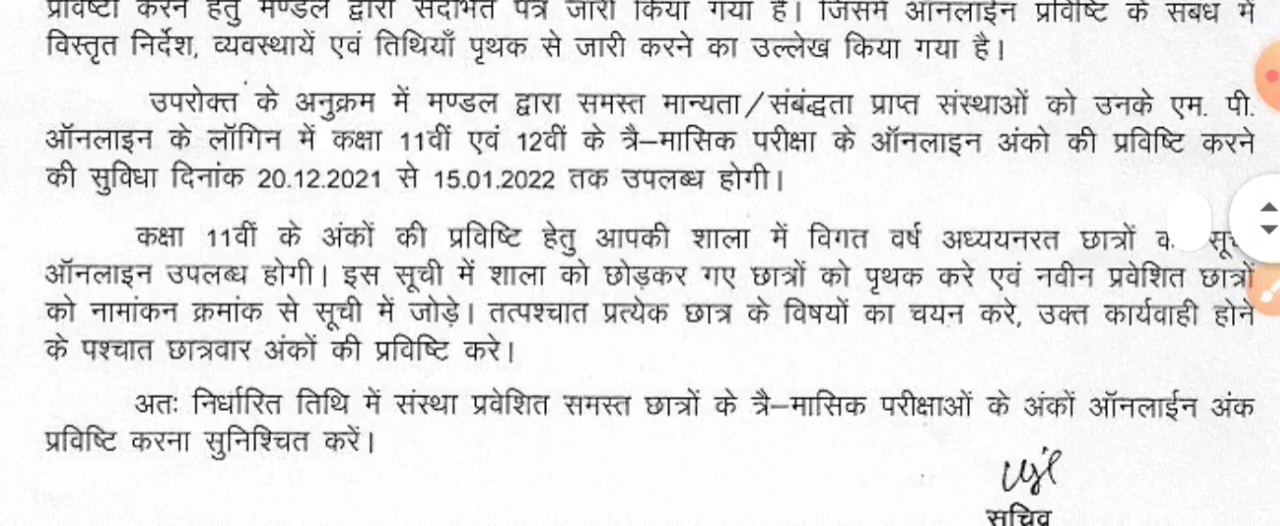 प्रविष्टी करने हेतु मण्डल द्वारा संदर्भित पत्र जारी किया गया है। जिसमें ऑनलाईन प्रविष्टि के संबंध में
विस्तृत निर्देश, व्यवस्थायें एवं तिथियाँ पृथक से जारी करने का उल्लेख किया गया है।
उपरोक्त के अनुक्रम में मण्डल द्वारा समस्त मान्यता/संबंद्धता प्राप्त संस्थाओं को उनके एम. पी.
ऑनलाइन के लॉगिन में कक्षा 11वीं एवं 12वीं के त्रै–मासिक परीक्षा के ऑनलाइन अंको की प्रविष्टि करने
की सुविधा दिनांक 20.12.2021 से 15.01.2022 तक उपलब्ध होगी।
कक्षा 11वीं के अंकों की प्रविष्टि हेतु आपकी शाला में विगत वर्ष अध्ययनरत छात्रों
ऑनलाइन उपलब्ध होगी। इस सूची में शाला को छोड़कर गए छात्रों को पृथक करे एवं नवीन प्रवेशित छात्रों
को नामांकन क्रमांक से सूची में जोड़े। तत्पश्चात प्रत्येक छात्र के विषयों का चयन करे, उक्त कार्यवाही होने
के पश्चात छात्रवार अंकों की प्रविष्टि करे।
अतः निर्धारित तिथि में संस्था प्रवेशित समस्त छात्रों के त्रै–मासिक परीक्षाओं के अंकों ऑनलाईन अंक
प्रविष्टि करना सुनिश्चित करें।
सचिव